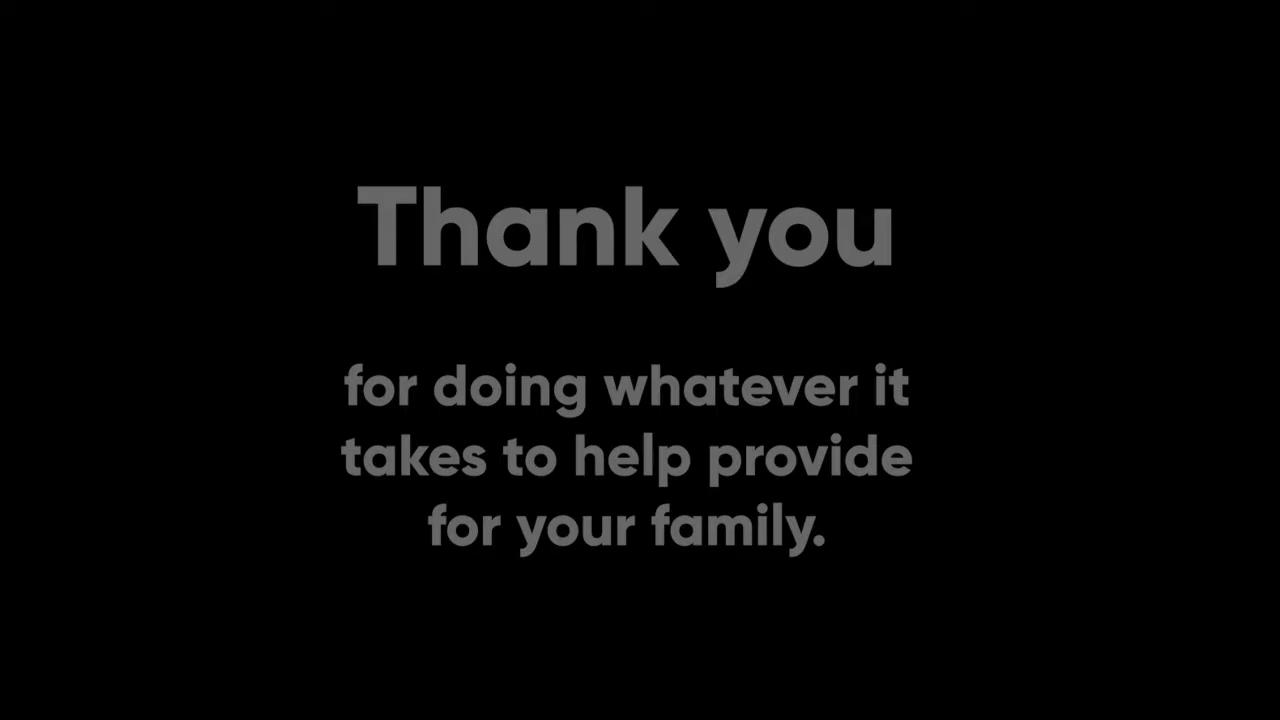 Thank you
for doing whatever it
takes to help provide
for your family.